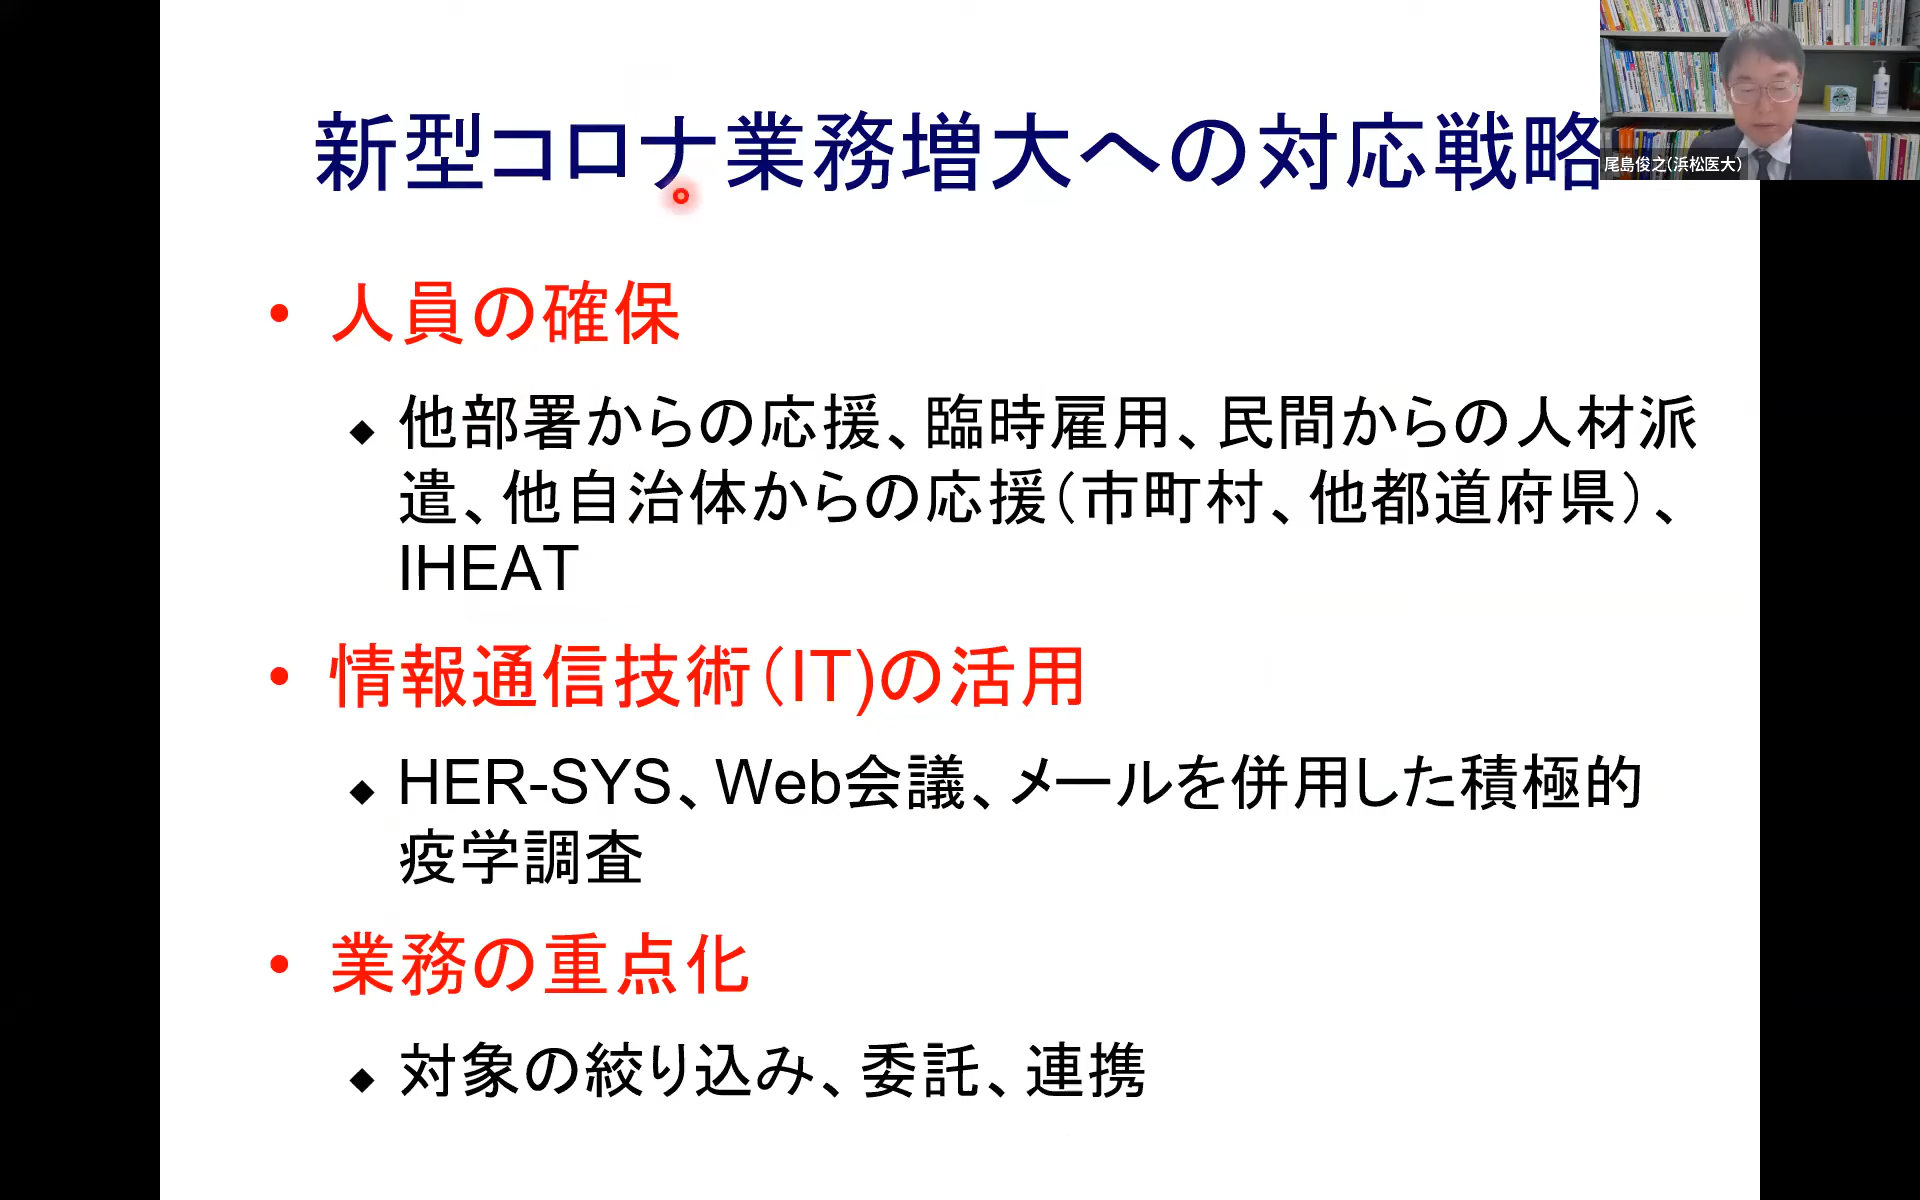 新型コロナ業務増大への対応戦略
尾島俊之(浜松医大)
• 人員の確保
◆ 他部署からの応援、臨時雇用、民間からの人材派
遣、他自治体からの応援（市町村、他都道府県）、
IHEAT
• 情報通信技術（IT)の活用
◆ HER-SYS、Web会議、メールを併用した積極的
疫学調査
• 業務の重点化
◆ 対象の絞り込み、委託、連携